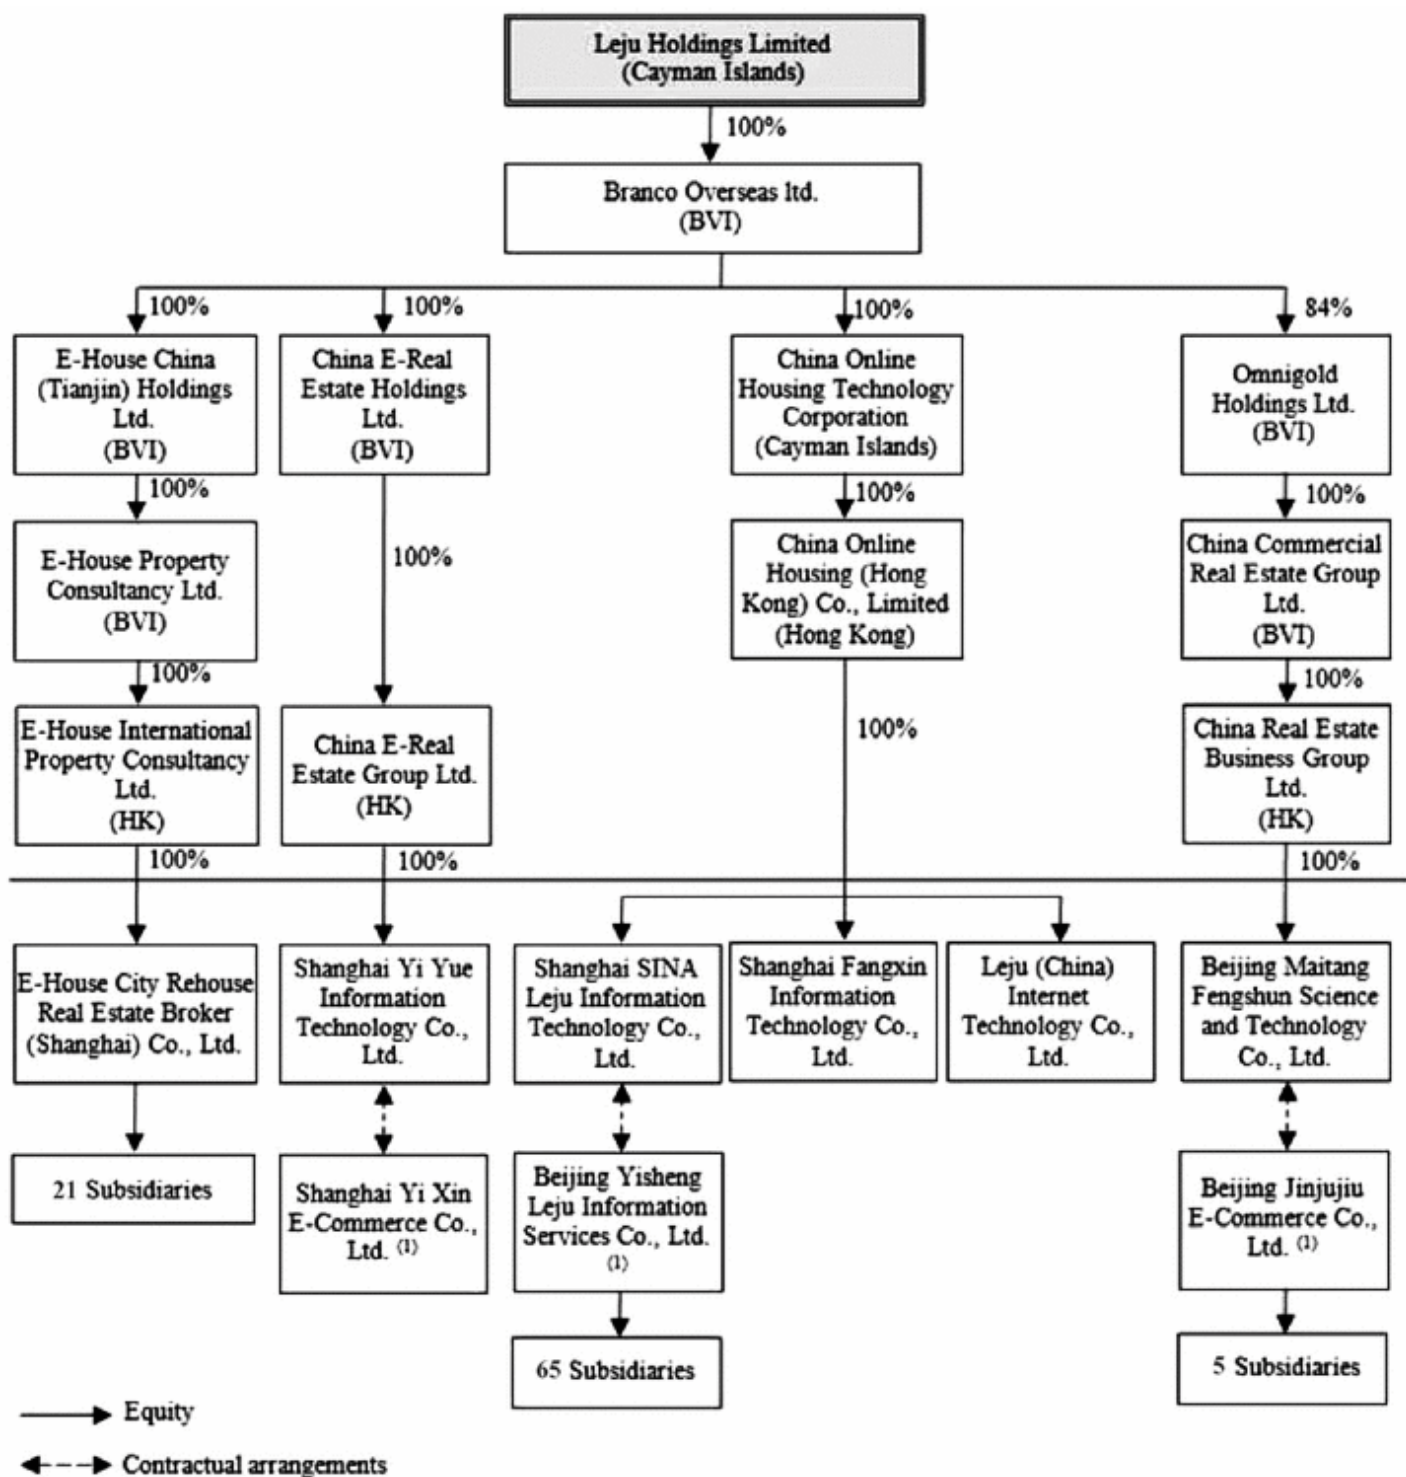 Leju Holdings Limited
(Cayman Islands)
100%
Branco Overseas ltd.
(BVI)
100%
100%
100%
84%
E-House China
(Tianjin) Holdings
Ltd.
(BVI)
China E-Real
Estate Holdings
Ltd.
(BVI)
China Online
Housing Technology
Corporation
(Cayman Islands)
Omnigold
Holdings Ltd.
(BVI)
100%
100%
100%
E-House Property
Consultancy Ltd.
(BVI)
100%
China Online
Housing (Hong
Kong) Co., Limited
(Hong Kong)
China Commercial
Real Estate Group
Ltd.
(BVI)
100%
100%
100%
E-House International
Property Consultancy
Ltd.
(HK)
China E-Real
Estate Group Ltd.
(HK)
China Real Estate
Business Group
Ltd.
(HK)
100%
100%
100%
E-House City Rehouse
Real Estate Broker
(Shanghai) Co., Ltd.
Shanghai Yi Yue
Information
Technology Co.,
Ltd.
Shanghai SINA
Leju Information
Technology Co.,
Ltd.
Shanghai Fangxin
Information
Technology Co.,
Ltd.
Leju (China)
Internet
Technology Co.,
Ltd.
Beijing Maitang
Fengshun Science
and Technology
Co., Ltd.
21 Subsidiaries
Shanghai Yi Xin
E-Commerce Co.,
Ltd. (1)
Beijing Yisheng
Leju Information
Services Co., Ltd.
(1)
Beijing Jinjujiu
E-Commerce Co.,
Ltd. (1)
65 Subsidiaries
5 Subsidiaries
Equity
Contractual arrangements